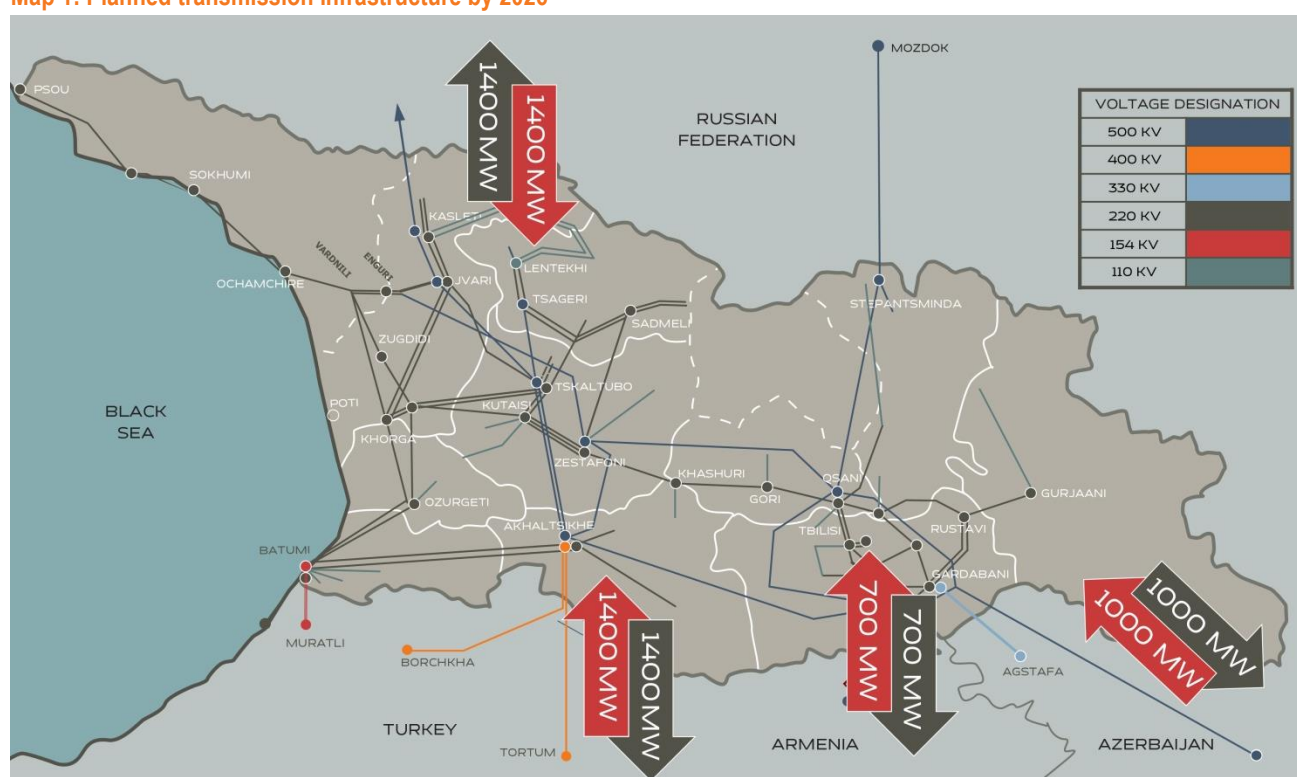 Map 1: Planned transmission infrastructure by
MOZDOK
PSOU
1400 MW
1400 MW
RUSSIAN
FEDERATION
VOLTAGE DESIGNATION
500 KV
400 KV
330 KV
220 KV
154 KV
110 KV
SOKHUMI
KASLETI
VARDNILI
ENGURI
LENTEKHI
OCHAMCHIRE
JVARI
TSAGERI
STEPANTSMINDA
SADMELI
ZUGDIDI
TSKALTUBO
BLACK
SEA
POTI
KUTAISI
KHORGA
ZESTAFONI
KHASHURI
GORI
QSANI
GURJAANI
OZURGETI
AKHALTSIKHE
TBILISI
RUSTAVI
BATUMI
GARDABANI
MURATLI
BORCHKHA
1400 MW
1400 MW
700 MW
700 MW
1000 MW
1000 MW
AGSTAFA
TURKEY
TORTUM
ARMENIA
AZERBAIJAN